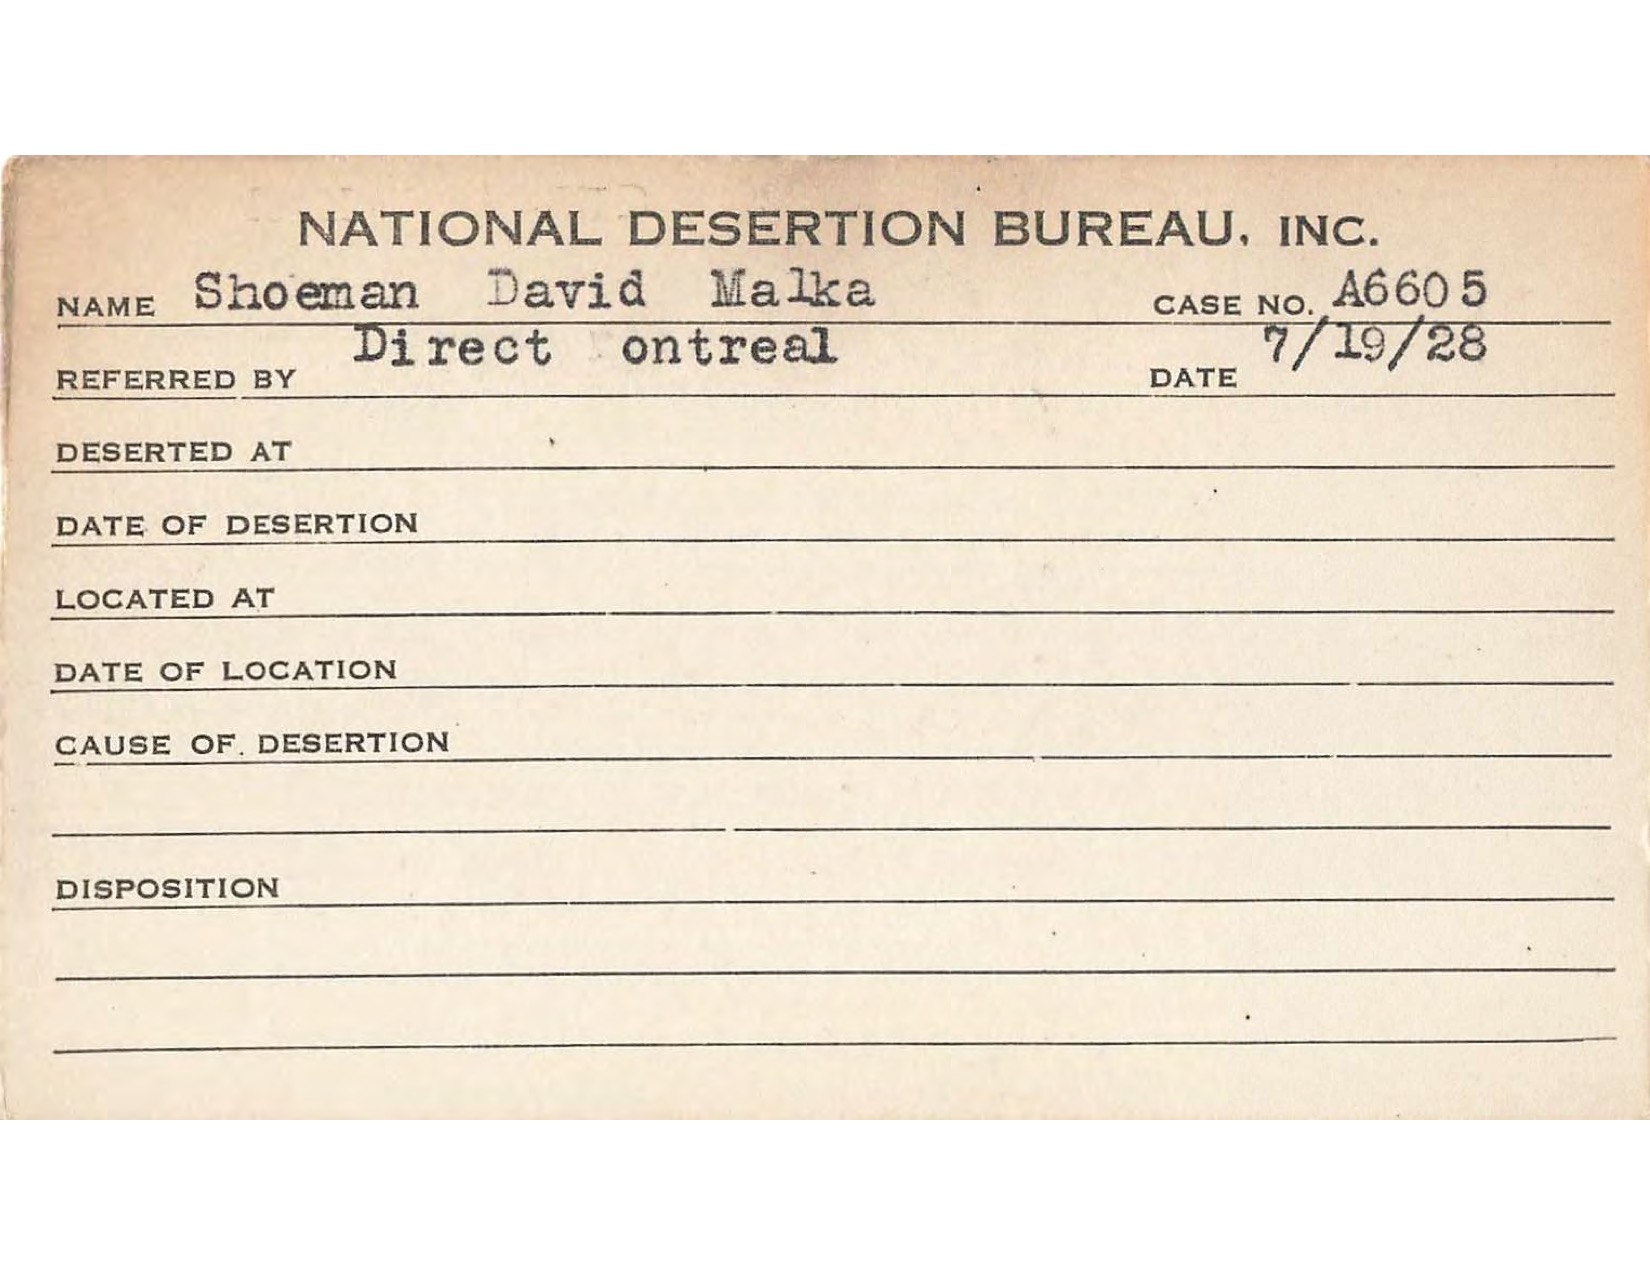 NATIONAL DESERTION BUREAU, INC.
NAME Shoeman David Malka CASE NO. A6605
REFERRED BY Direct ontreal DATE 7/19/28
DESERTED AT
DATE OF DESERTION
LOCATED AT
DATE OF LOCATION
CAUSE OF DESERTION
DISPOSITION